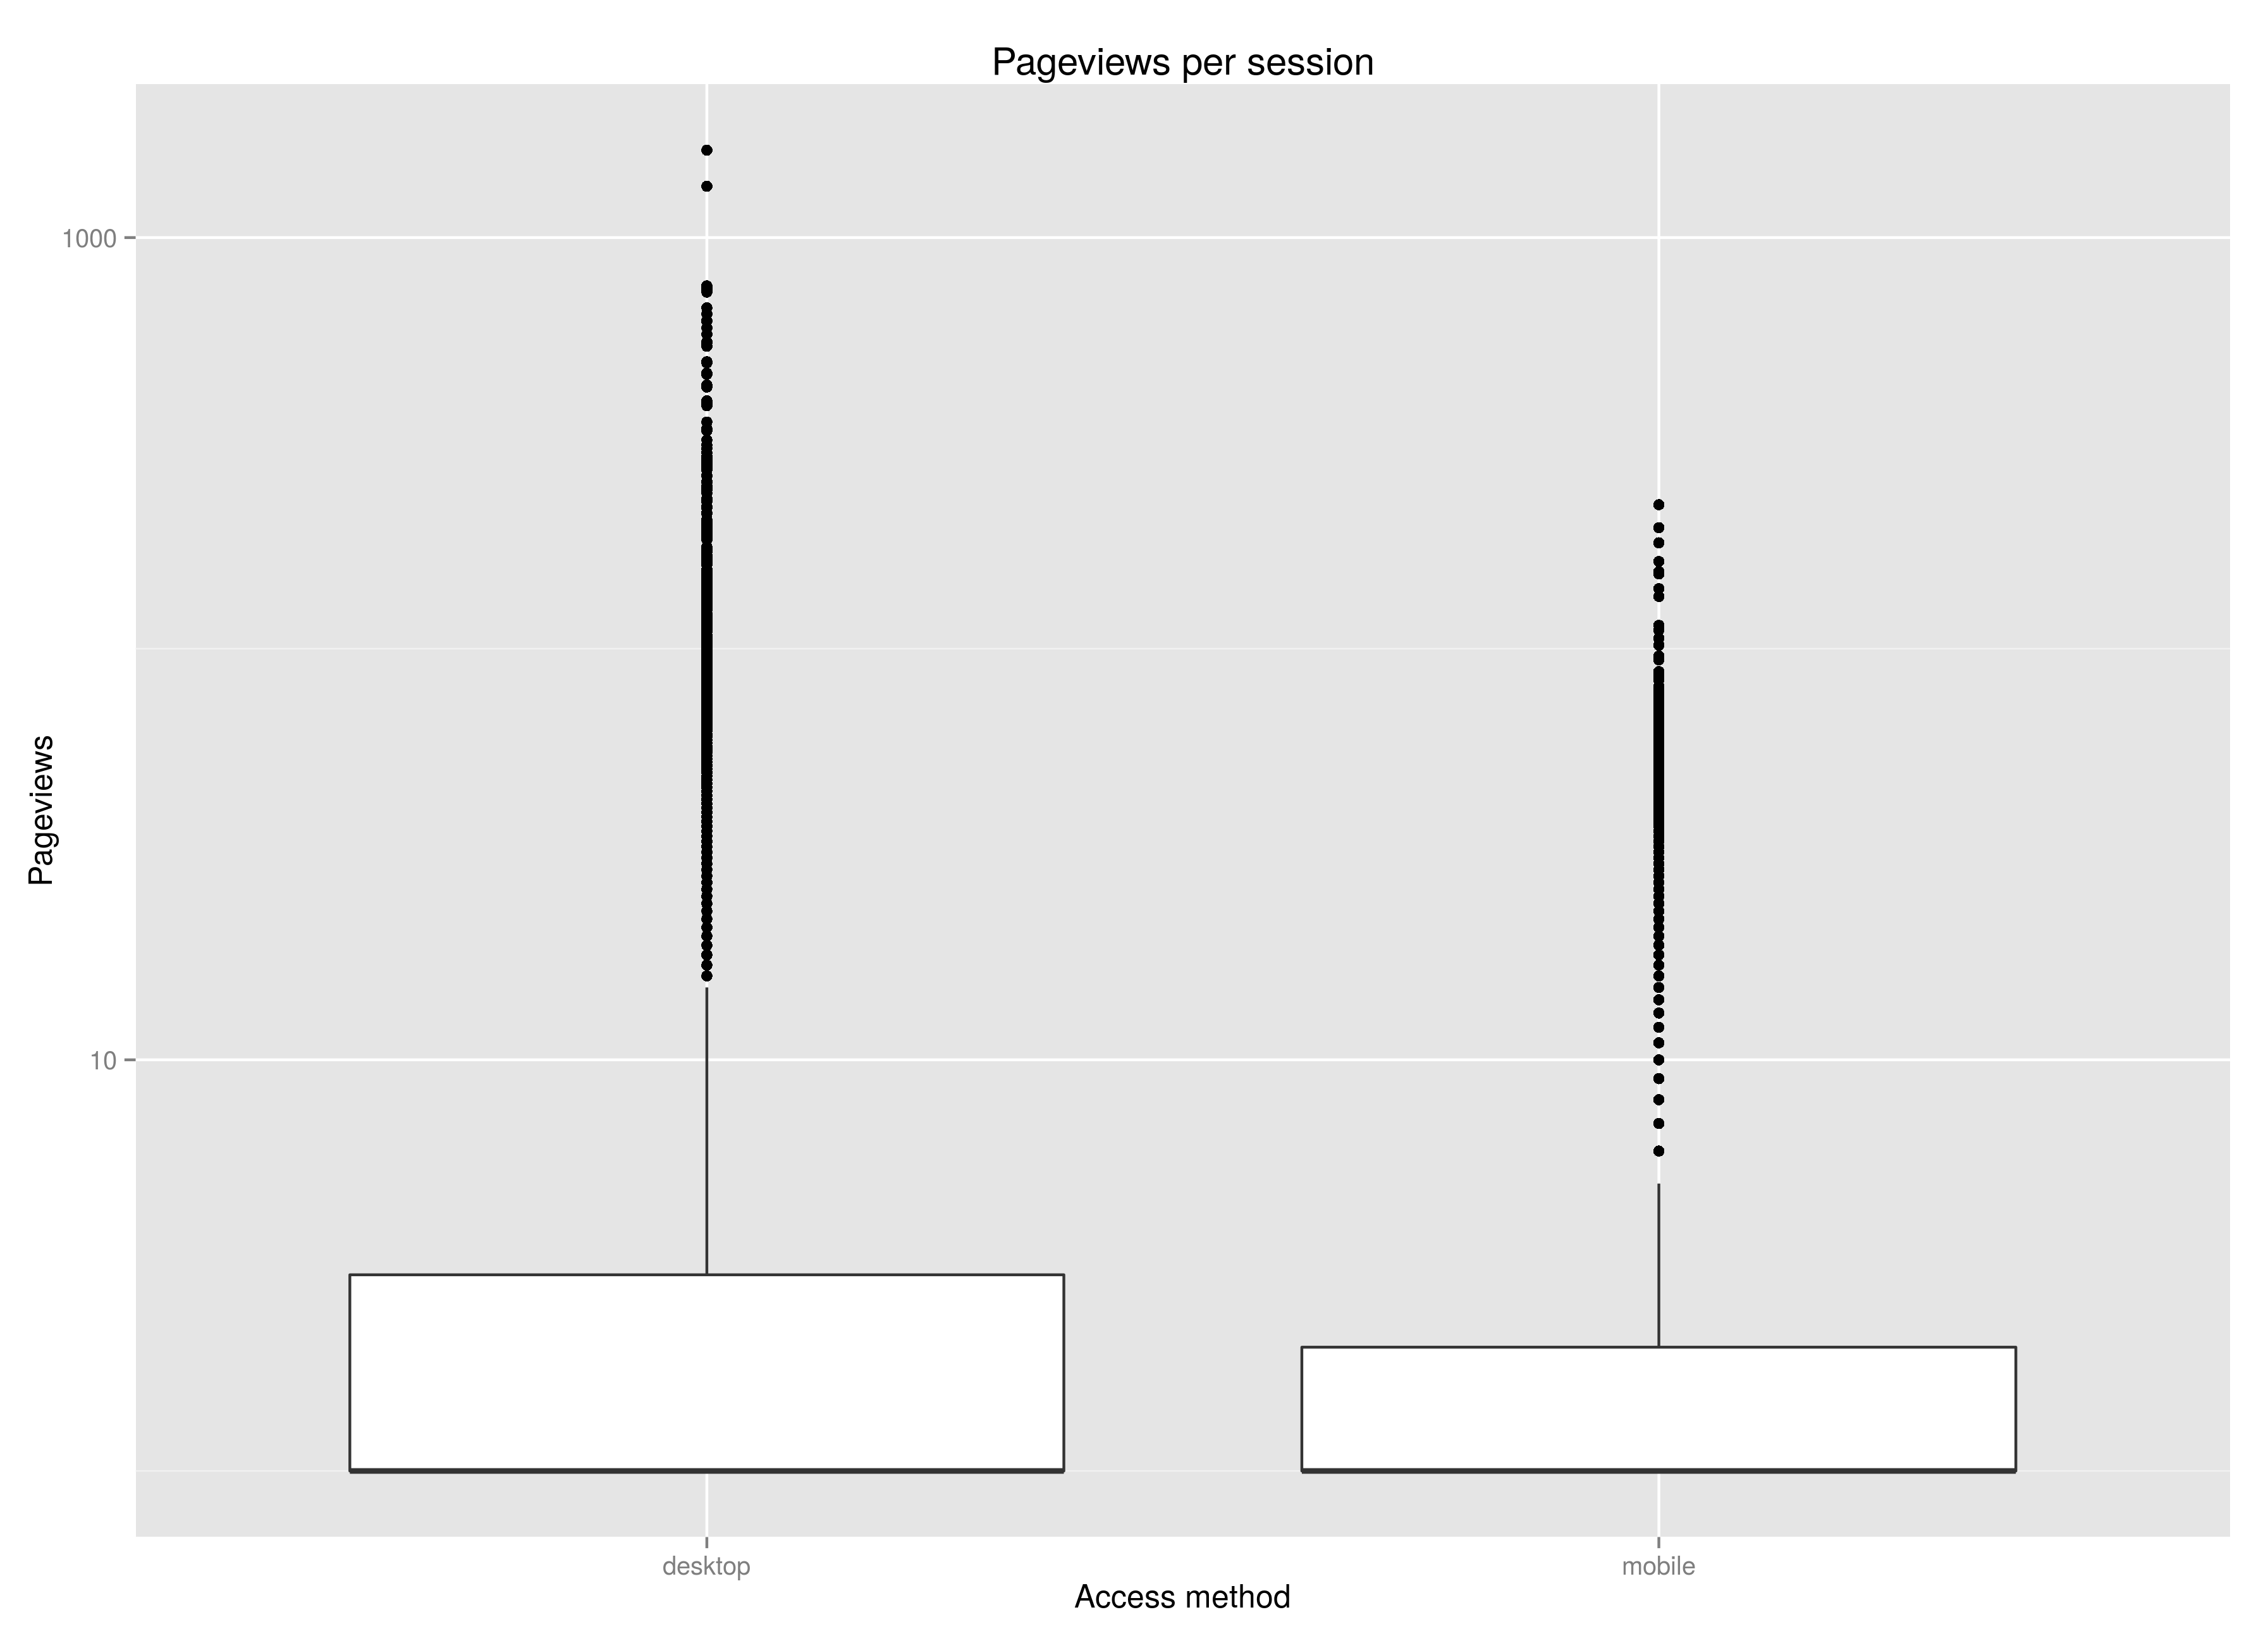 Pageviews per session
Pageviews
1000
10
desktop
mobile
Access method